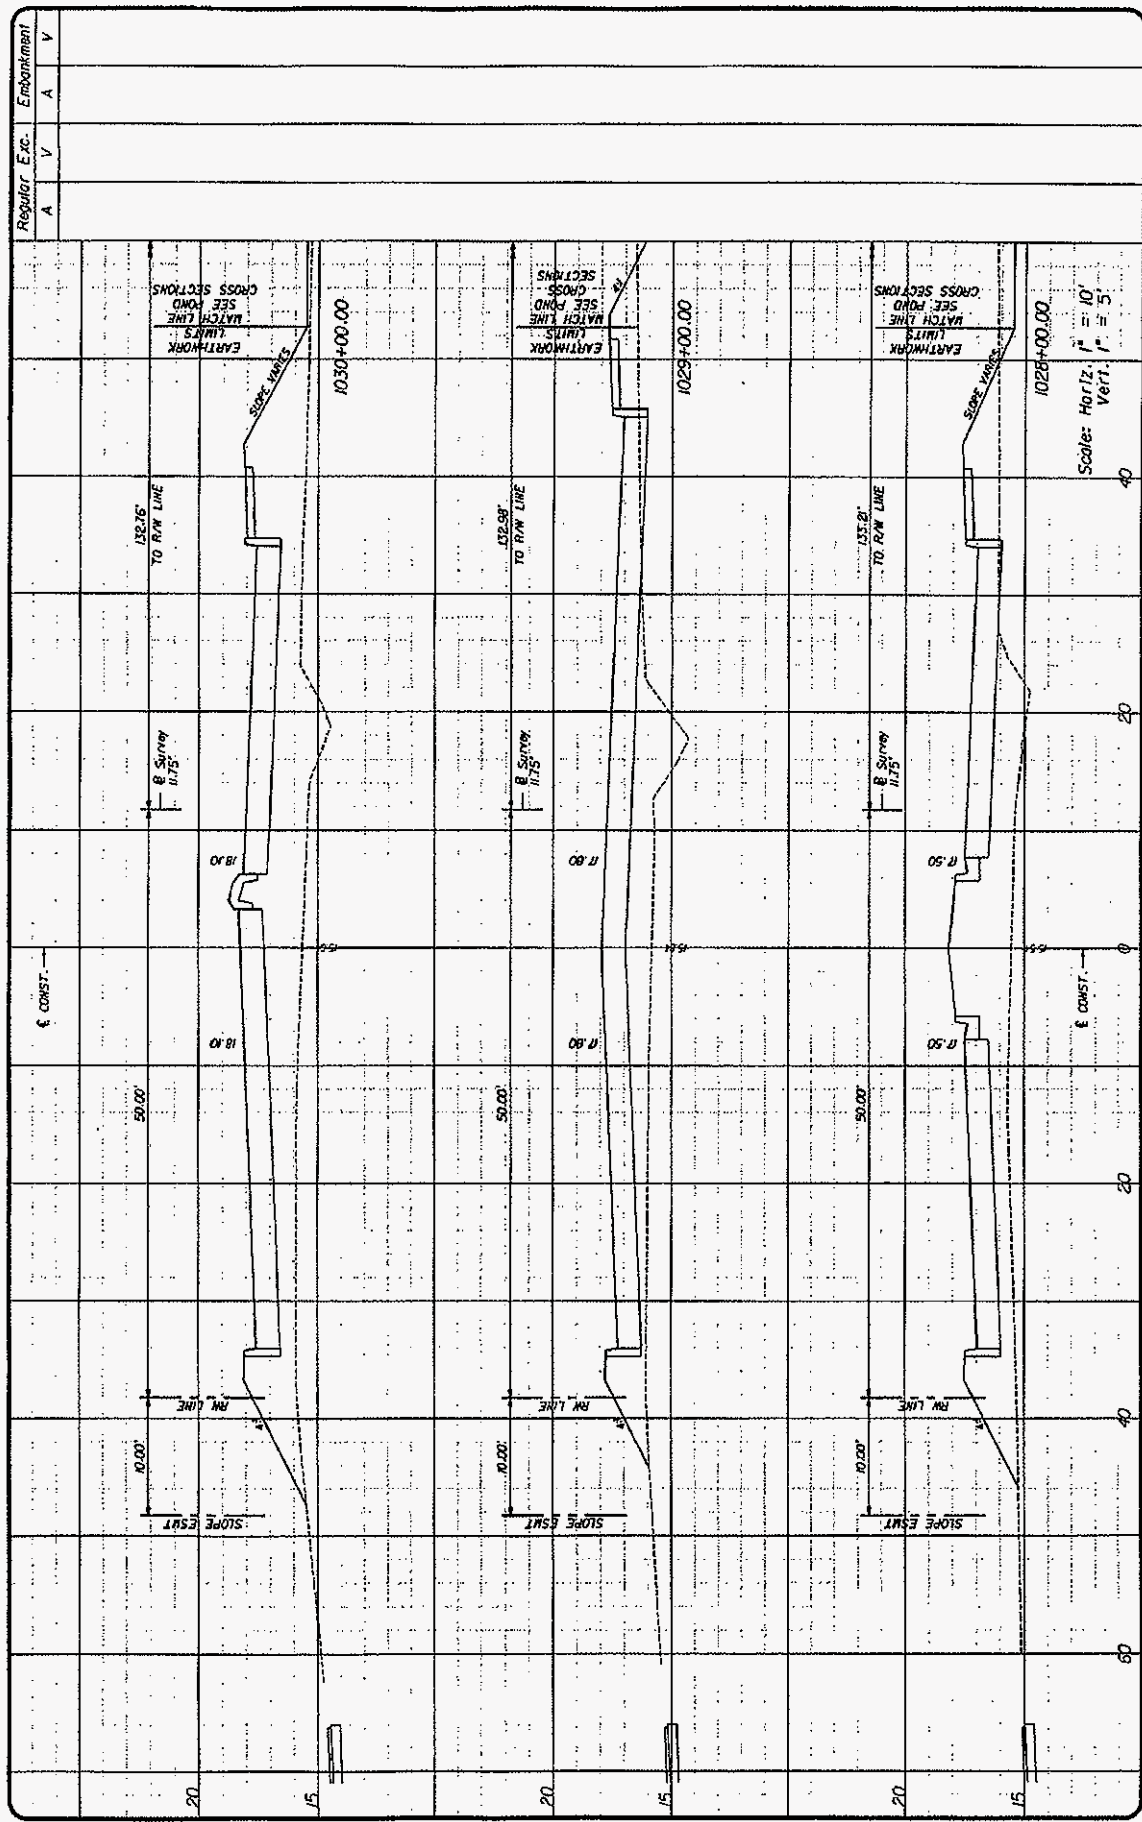 Regular Exc. Embankment
A V A V
℄ CONST.
50.00'
132.76'
TO R/W LINE
10.00'
SLOPE ESMT
RW LINE
18.10
18.10
℄ Survey
11.75'
SLOPE VARIES
EARTHWORK
LIMITS
MATCH LINE
SEE POND
CROSS SECTIONS
1030+00.00
20
15
50.00'
132.98'
TO R/W LINE
10.00'
SLOPE ESMT
RW LINE
17.80
17.80
℄ Survey
11.75'
EARTHWORK
LIMITS
MATCH LINE
SEE POND
CROSS
SECTIONS
1029+00.00
20
15
50.00'
133.21'
TO R/W LINE
10.00'
SLOPE ESMT
RW LINE
17.50
17.50
℄ Survey
11.75'
SLOPE VARIES
EARTHWORK
LIMITS
MATCH LINE
SEE POND
CROSS SECTIONS
1028+00.00
20
15
℄ CONST.
Scale: Horiz. 1" = 10'
Vert. 1" = 5'
60 40 20 0 20 40